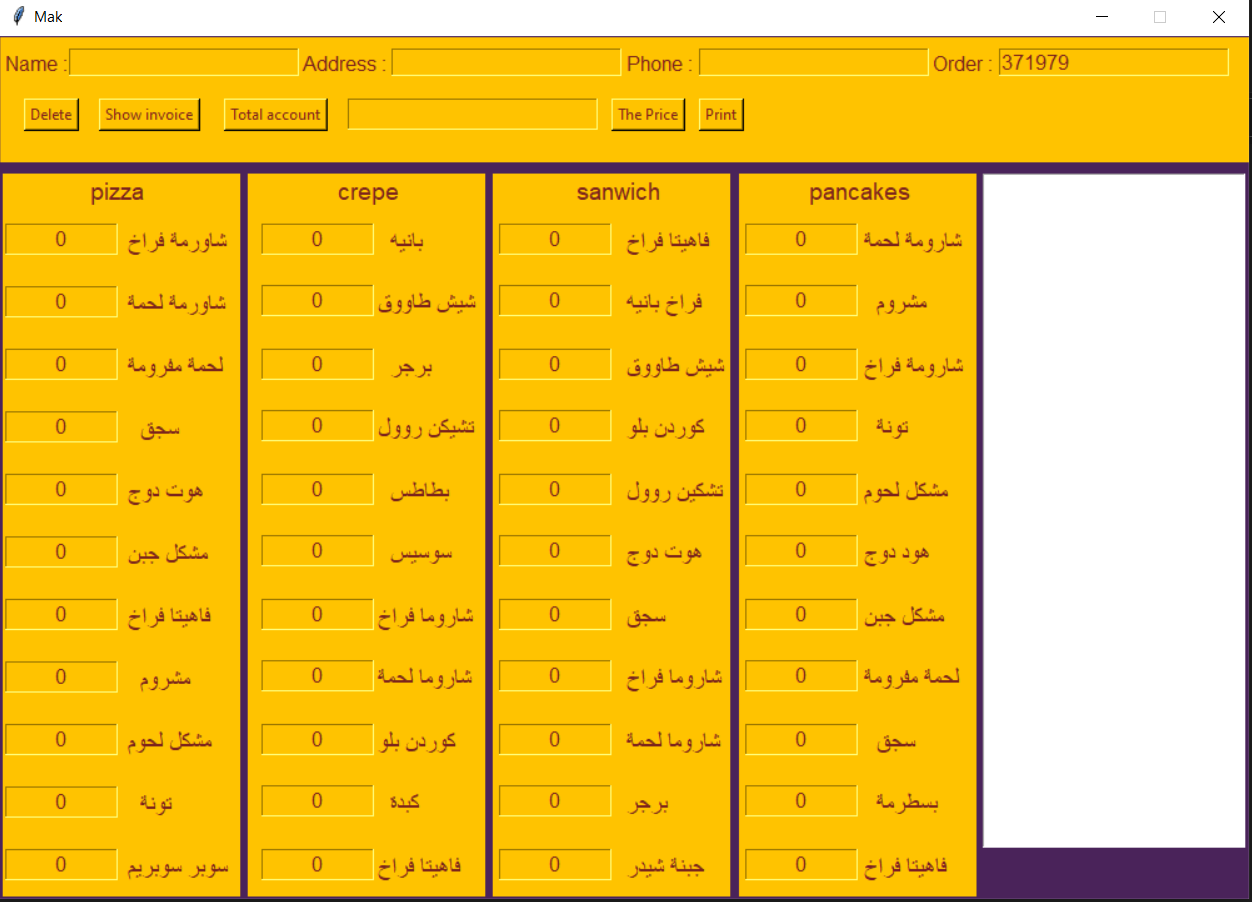 Mak
Name : Address : Phone : Order : 371979
Delete Show invoice Total account The Price Print
pizza
0 شاورمة فراخ
0 شاورمة لحمة
0 لحمة مفرومة
0 سجق
0 هوت دوج
0 مشكل جبن
0 فاهيتا فراخ
0 مشروم
0 مشكل لحوم
0 تونة
0 سوبر سوبريم
crepe
0 بانيه
0 شيش طاووق
0 برجر
0 تشيكن روول
0 بطاطس
0 سوسيس
0 شاروما فراخ
0 شاروما لحمة
0 كوردن بلو
0 كبدة
0 فاهيتا فراخ
sanwich
0 فاهيتا فراخ
0 فراخ بانيه
0 شيش طاووق
0 كوردن بلو
0 تشكين روول
0 هوت دوج
0 سجق
0 شاروما فراخ
0 شاروما لحمة
0 برجر
0 جبنة شيدر
pancakes
0 شارومة لحمة
0 مشروم
0 شارومة فراخ
0 تونة
0 مشكل لحوم
0 هود دوج
0 مشكل جبن
0 لحمة مفرومة
0 سجق
0 بسطرمة
0 فاهيتا فراخ